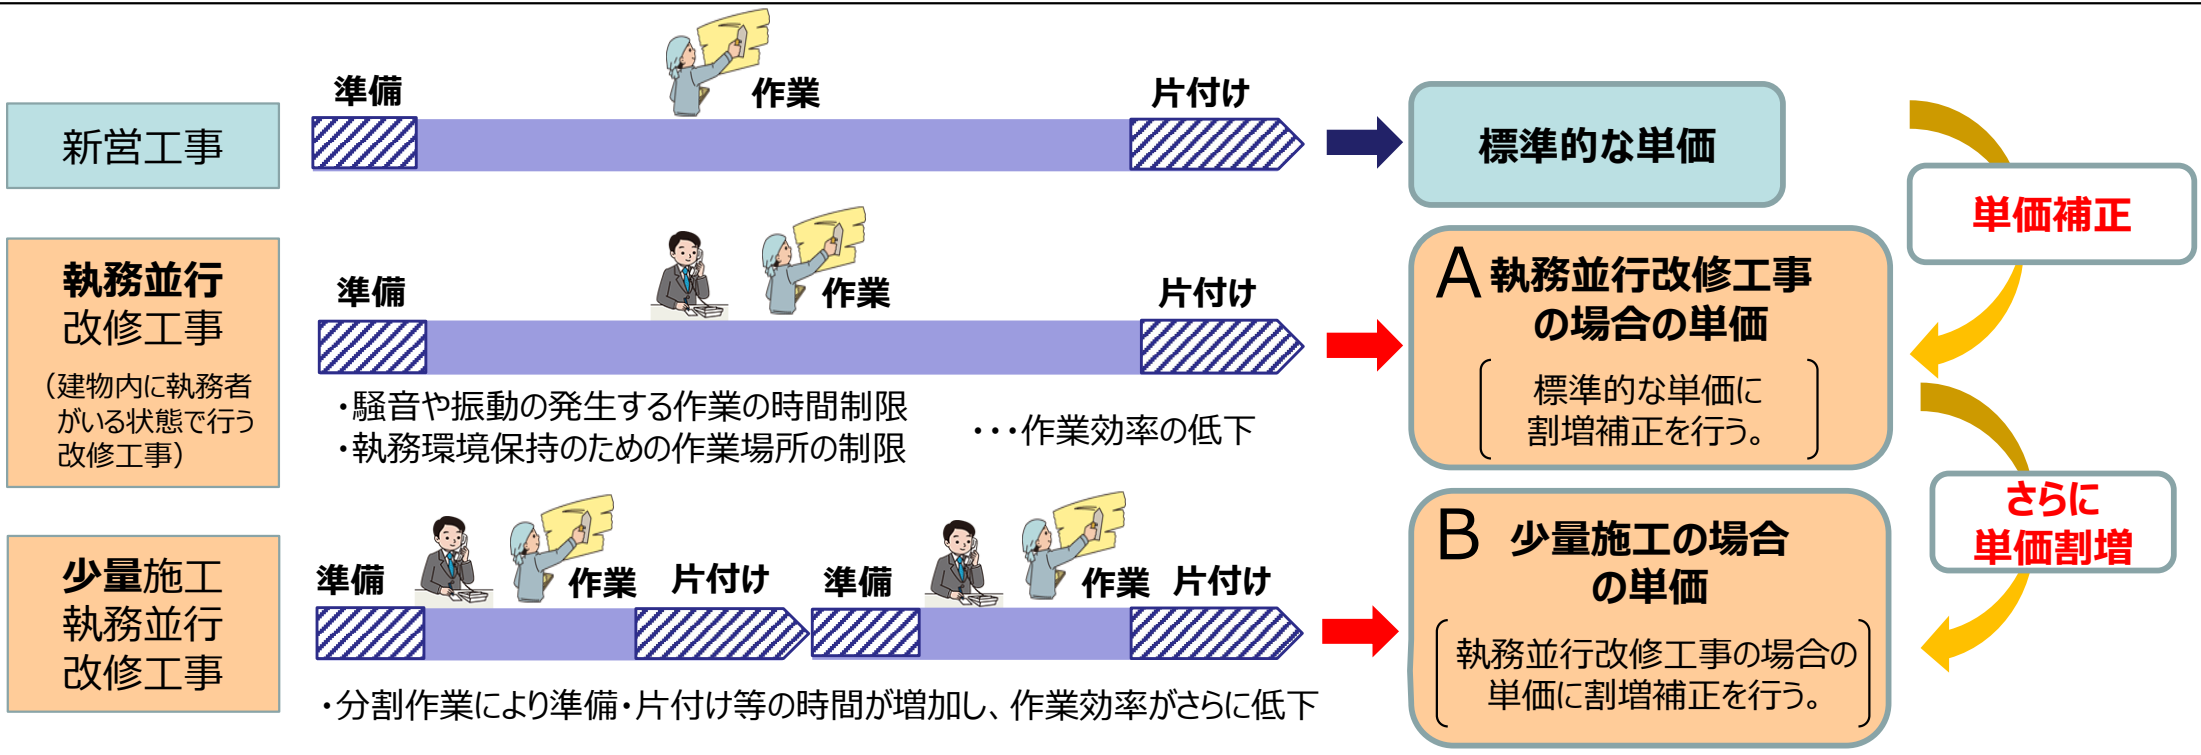 新営工事
準備
作業
片付け
標準的な単価
単価補正
執務並行
改修工事
（建物内に執務者
がいる状態で行う
改修工事）
準備
作業
片付け
・騒音や振動の発生する作業の時間制限
・執務環境保持のための作業場所の制限
・・・作業効率の低下
A 執務並行改修工事
の場合の単価
標準的な単価に
割増補正を行う。
さらに
単価割増
少量施工
執務並行
改修工事
準備
作業
片付け
準備
作業
片付け
・分割作業により準備・片付け等の時間が増加し、作業効率がさらに低下
B 少量施工の場合
の単価
執務並行改修工事の場合の
単価に割増補正を行う。